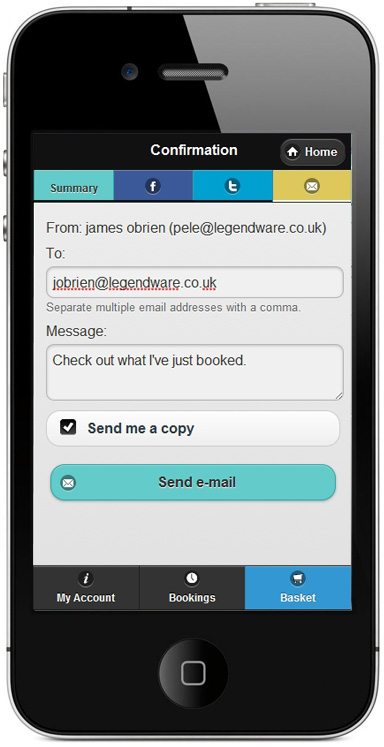 Confirmation
Home
Summary
From: james obrien (pele@legendware.co.uk)
To:
jobrien@legendware.co.uk
Separate multiple email addresses with a comma.
Message:
Check out what I've just booked.
Send me a copy
Send e-mail
My Account
Bookings
Basket